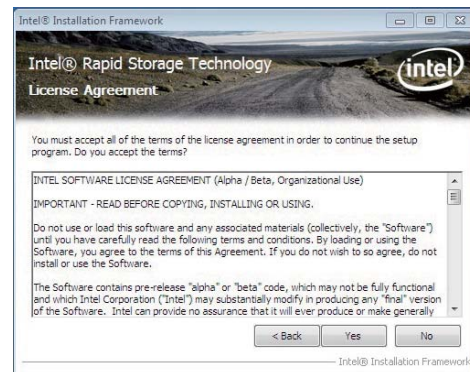 Intel® Installation Framework
Intel® Rapid Storage Technology
License Agreement
intel
You must accept all of the terms of the license agreement in order to continue the setup
program. Do you accept the terms?
INTEL SOFTWARE LICENSE AGREEMENT (Alpha / Beta, Organizational Use)
IMPORTANT - READ BEFORE COPYING, INSTALLING OR USING.
Do not use or load this software and any associated materials (collectively, the "Software")
until you have carefully read the following terms and conditions. By loading or using the
Software, you agree to the terms of this Agreement. If you do not wish to so agree, do not
install or use the Software.
The Software contains pre-release "alpha" or "beta" code, which may not be fully functional
and which Intel Corporation ("Intel") may substantially modify in producing any "final" version
of the Software. Intel can provide no assurance that it will ever produce or make generally
< Back
Yes
No
Intel® Installation Framework